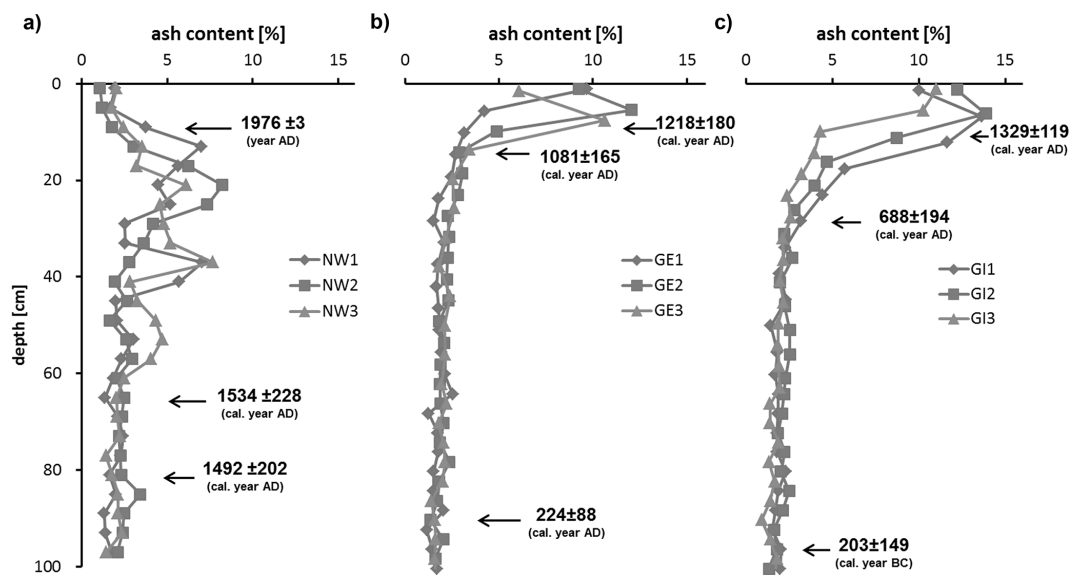 a)
ash content [%]
0 5 10 15
0
20
40
60
80
100
depth [cm]
1976 ±3
(year AD)
NW1
NW2
NW3
1534 ±228
(cal. year AD)
1492 ±202
(cal. year AD)
b)
ash content [%]
0 5 10 15
1218±180
(cal. year AD)
1081±165
(cal. year AD)
GE1
GE2
GE3
224±88
(cal. year AD)
c)
ash content [%]
0 5 10 15
1329±119
(cal. year AD)
688±194
(cal. year AD)
GI1
GI2
GI3
203±149
(cal. year BC)